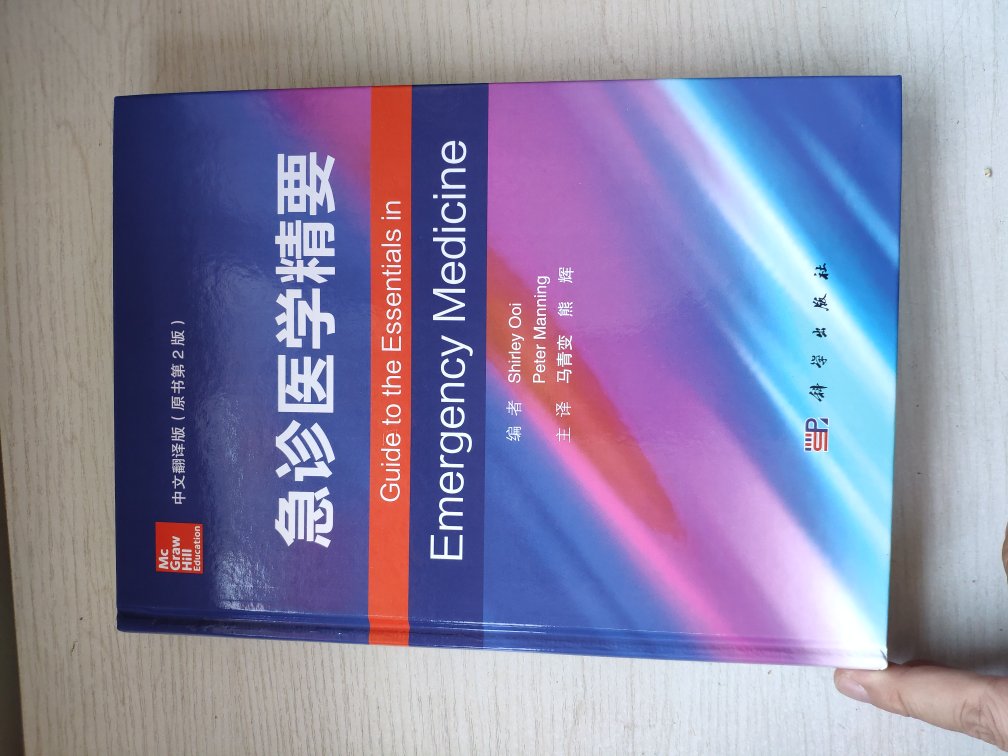 Mc
Graw
Hill
Education
中文翻译版（原书第2版）
急诊医学精要
Guide to the Essentials in
Emergency Medicine
编 者 Shirley Ooi
Peter Manning
主 译 马青变 熊 辉
科学出版社